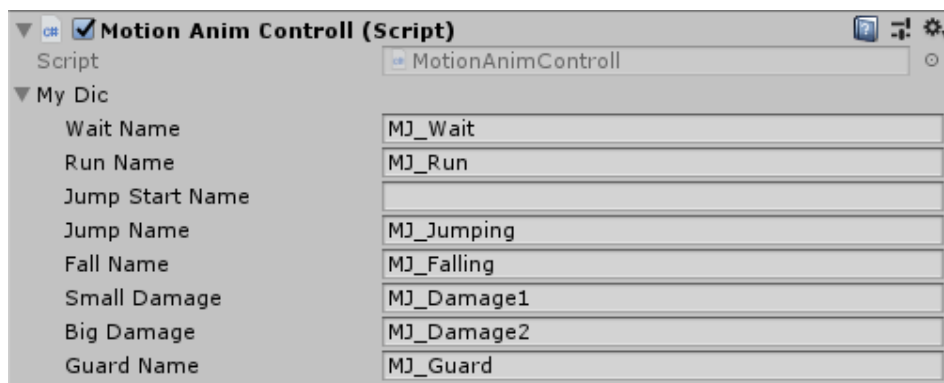 Motion Anim Controll (Script)
Script MotionAnimControll
My Dic
Wait Name MJ_Wait
Run Name MJ_Run
Jump Start Name
Jump Name MJ_Jumping
Fall Name MJ_Falling
Small Damage MJ_Damage1
Big Damage MJ_Damage2
Guard Name MJ_Guard